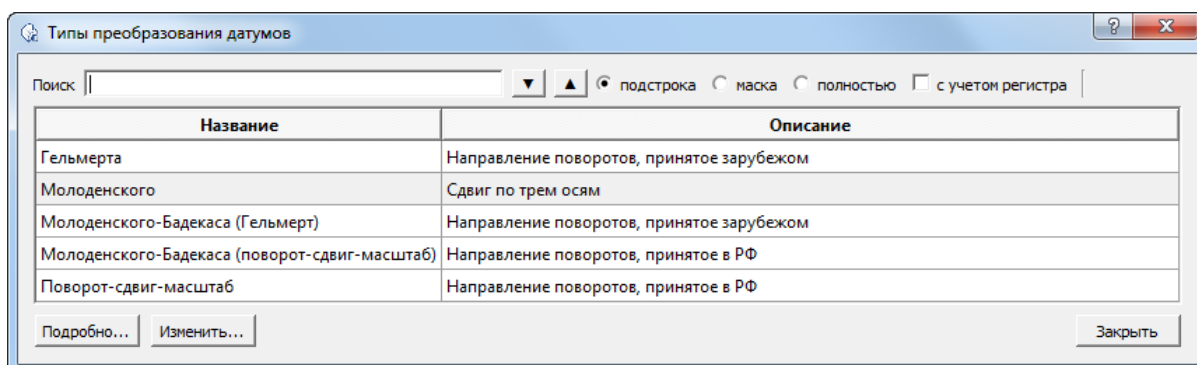 Типы преобразования датумов
Поиск подстрока маска полностью с учетом регистра
Название Описание
Гельмерта Направление поворотов, принятое зарубежом
Молоденского Сдвиг по трем осям
Молоденского-Бадекаса (Гельмерт) Направление поворотов, принятое зарубежом
Молоденского-Бадекаса (поворот-сдвиг-масштаб) Направление поворотов, принятое в РФ
Поворот-сдвиг-масштаб Направление поворотов, принятое в РФ
Подробно... Изменить... Закрыть